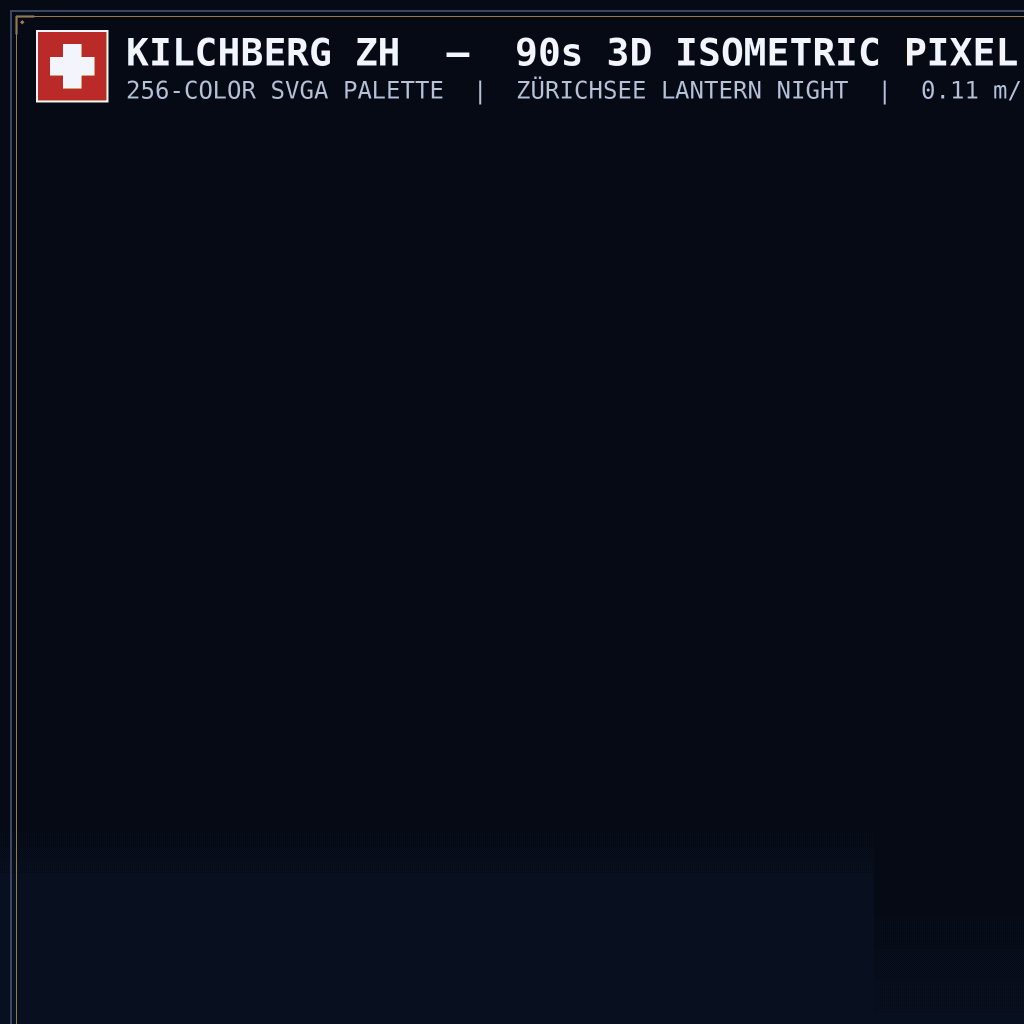 KILCHBERG ZH – 90s 3D ISOMETRIC PIXEL
256-COLOR SVGA PALETTE | ZÜRICHSEE LANTERN NIGHT | 0.11 m/